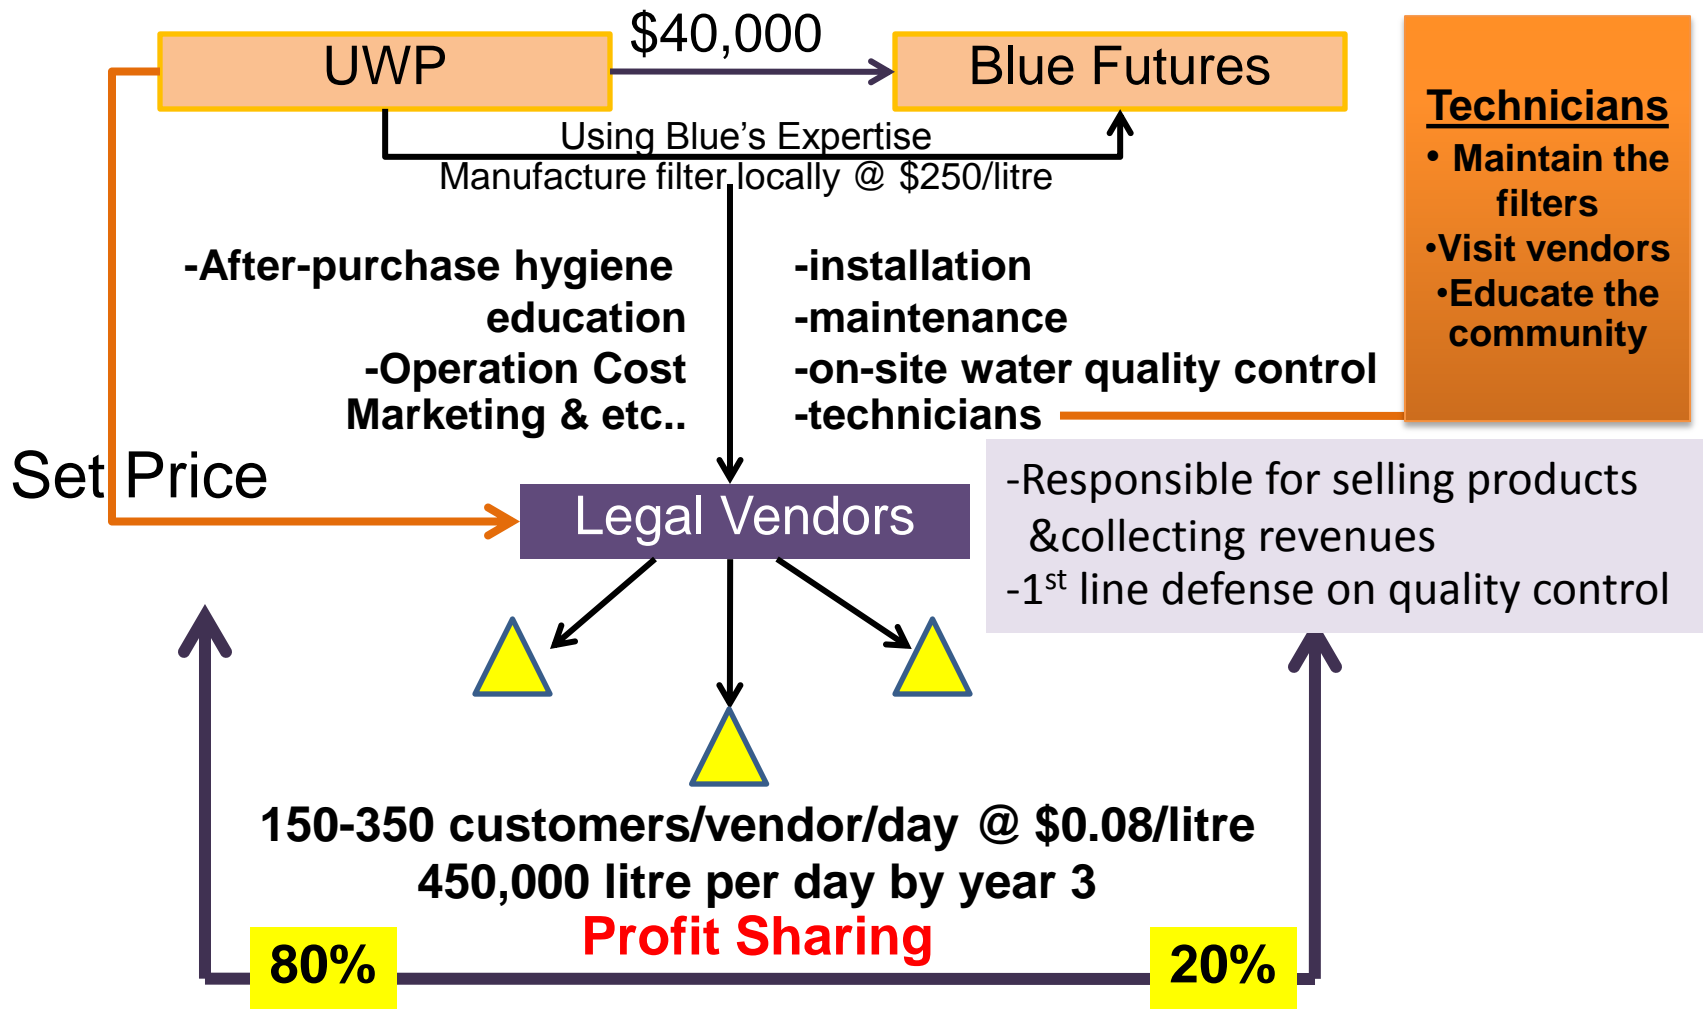 UWP
$40,000
Blue Futures
Using Blue’s Expertise
Manufacture filter locally @ $250/litre
Technicians
• Maintain the
filters
•Visit vendors
•Educate the
community
-After-purchase hygiene
education
-Operation Cost
Marketing & etc..
-installation
-maintenance
-on-site water quality control
-technicians
Set Price
Legal Vendors
-Responsible for selling products
&collecting revenues
-1st line defense on quality control
150-350 customers/vendor/day @ $0.08/litre
450,000 litre per day by year 3
Profit Sharing
80%
20%